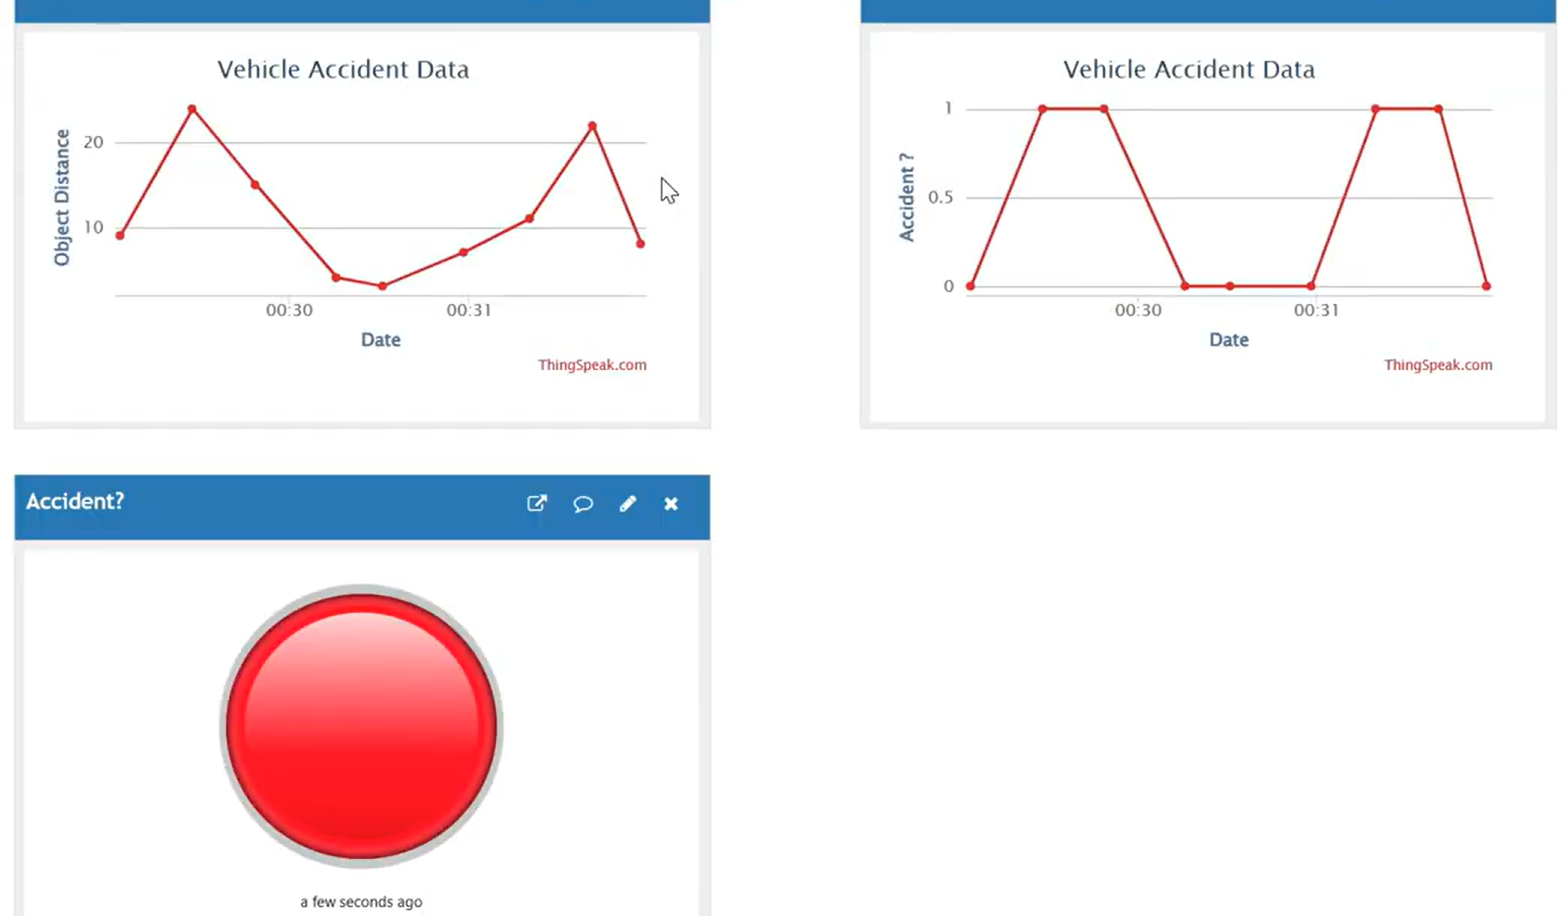 Vehicle Accident Data
Object Distance
20
10
00:30 00:31
Date
ThingSpeak.com
Vehicle Accident Data
Accident ?
1
0.5
0
00:30 00:31
Date
ThingSpeak.com
Accident?
a few seconds ago